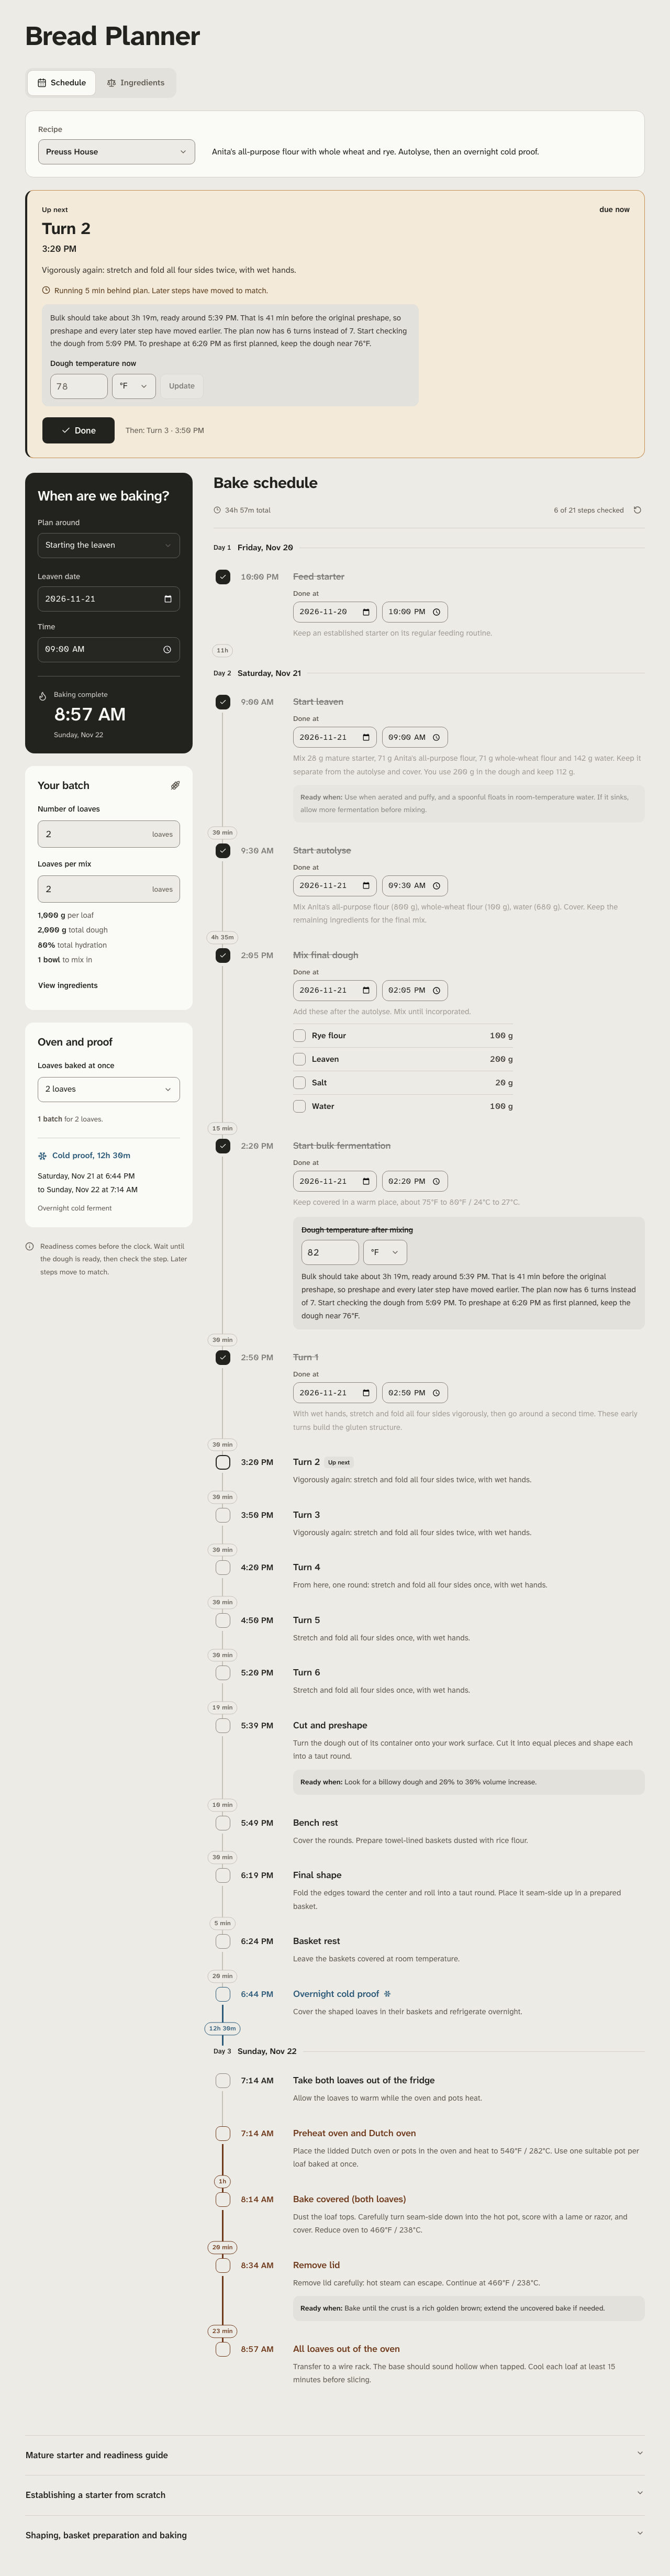 Bread Planner
Schedule
Ingredients
Recipe
Preuss House
Anita's all-purpose flour with whole wheat and rye. Autolyse, then an overnight cold proof.
Up next
due now
Turn 2
3:20 PM
Vigorously again: stretch and fold all four sides twice, with wet hands.
Running 5 min behind plan. Later steps have moved to match.
Bulk should take about 3h 19m, ready around 5:39 PM. That is 41 min before the original preshape, so
preshape and every later step have moved earlier. The plan now has 6 turns instead of 7. Start checking
the dough from 5:09 PM. To preshape at 6:20 PM as first planned, keep the dough near 76°F.
Dough temperature now
78
°F
Update
Done
Then: Turn 3 · 3:50 PM
When are we baking?
Plan around
Starting the leaven
Leaven date
2026-11-21
Time
09:00 AM
Baking complete
8:57 AM
Sunday, Nov 22
Your batch
Number of loaves
2
loaves
Loaves per mix
2
loaves
1,000 g per loaf
2,000 g total dough
80% total hydration
1 bowl to mix in
View ingredients
Oven and proof
Loaves baked at once
2 loaves
1 batch for 2 loaves.
Cold proof, 12h 30m
Saturday, Nov 21 at 6:44 PM
to Sunday, Nov 22 at 7:14 AM
Overnight cold ferment
Readiness comes before the clock. Wait until
the dough is ready, then check the step. Later
steps move to match.
Bake schedule
34h 57m total
6 of 21 steps checked
Day 1 Friday, Nov 20
10:00 PM
Feed starter
Done at
2026-11-20
10:00 PM
Keep an established starter on its regular feeding routine.
11h
Day 2 Saturday, Nov 21
9:00 AM
Start leaven
Done at
2026-11-21
09:00 AM
Mix 28 g mature starter, 71 g Anita's all-purpose flour, 71 g whole-wheat flour and 142 g water. Keep it
separate from the autolyse and cover. You use 200 g in the dough and keep 112 g.
Ready when: Use when aerated and puffy, and a spoonful floats in room-temperature water. If it sinks,
allow more fermentation before mixing.
30 min
9:30 AM
Start autolyse
Done at
2026-11-21
09:30 AM
Mix Anita's all-purpose flour (800 g), whole-wheat flour (100 g), water (680 g). Cover. Keep the
remaining ingredients for the final mix.
4h 35m
2:05 PM
Mix final dough
Done at
2026-11-21
02:05 PM
Add these after the autolyse. Mix until incorporated.
Rye flour
100 g
Leaven
200 g
Salt
20 g
Water
100 g
15 min
2:20 PM
Start bulk fermentation
Done at
2026-11-21
02:20 PM
Keep covered in a warm place, about 75°F to 80°F / 24°C to 27°C.
Dough temperature after mixing
82
°F
Bulk should take about 3h 19m, ready around 5:39 PM. That is 41 min before the original
preshape, so preshape and every later step have moved earlier. The plan now has 6 turns instead
of 7. Start checking the dough from 5:09 PM. To preshape at 6:20 PM as first planned, keep the
dough near 76°F.
30 min
2:50 PM
Turn 1
Done at
2026-11-21
02:50 PM
With wet hands, stretch and fold all four sides vigorously, then go around a second time. These early
turns build the gluten structure.
30 min
3:20 PM
Turn 2
Up next
Vigorously again: stretch and fold all four sides twice, with wet hands.
30 min
3:50 PM
Turn 3
Vigorously again: stretch and fold all four sides twice, with wet hands.
30 min
4:20 PM
Turn 4
From here, one round: stretch and fold all four sides once, with wet hands.
30 min
4:50 PM
Turn 5
Stretch and fold all four sides once, with wet hands.
30 min
5:20 PM
Turn 6
Stretch and fold all four sides once, with wet hands.
19 min
5:39 PM
Cut and preshape
Turn the dough out of its container onto your work surface. Cut it into equal pieces and shape each
into a taut round.
Ready when: Look for a billowy dough and 20% to 30% volume increase.
10 min
5:49 PM
Bench rest
Cover the rounds. Prepare towel-lined baskets dusted with rice flour.
30 min
6:19 PM
Final shape
Fold the edges toward the center and roll into a taut round. Place it seam-side up in a prepared
basket.
5 min
6:24 PM
Basket rest
Leave the baskets covered at room temperature.
20 min
6:44 PM
Overnight cold proof
Cover the shaped loaves in their baskets and refrigerate overnight.
12h 30m
Day 3 Sunday, Nov 22
7:14 AM
Take both loaves out of the fridge
Allow the loaves to warm while the oven and pots heat.
7:14 AM
Preheat oven and Dutch oven
Place the lidded Dutch oven or pots in the oven and heat to 540°F / 282°C. Use one suitable pot per
loaf baked at once.
1h
8:14 AM
Bake covered (both loaves)
Dust the loaf tops. Carefully turn seam-side down into the hot pot, score with a lame or razor, and
cover. Reduce oven to 460°F / 238°C.
20 min
8:34 AM
Remove lid
Remove lid carefully: hot steam can escape. Continue at 460°F / 238°C.
Ready when: Bake until the crust is a rich golden brown; extend the uncovered bake if needed.
23 min
8:57 AM
All loaves out of the oven
Transfer to a wire rack. The base should sound hollow when tapped. Cool each loaf at least 15
minutes before slicing.
Mature starter and readiness guide
Establishing a starter from scratch
Shaping, basket preparation and baking